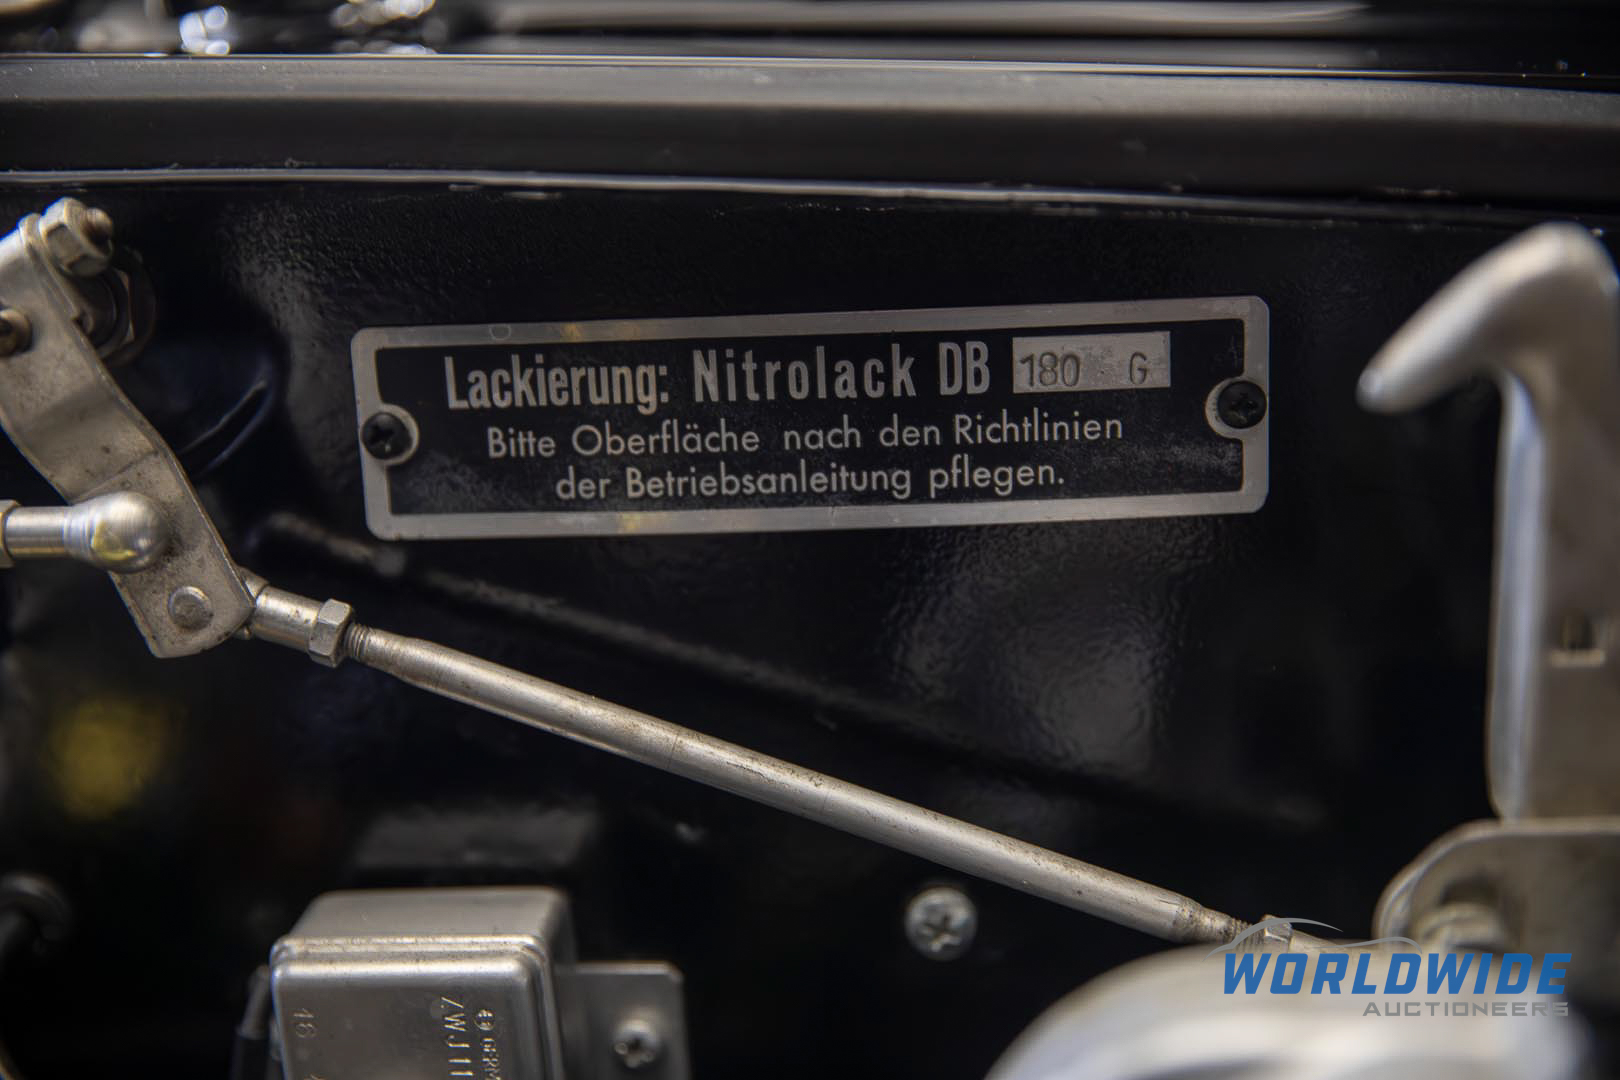 Lackierung: Nitrolack DB 180 G
Bitte Oberfläche nach den Richtlinien
der Betriebsanleitung pflegen.
WORLDWIDE
AUCTIONEERS